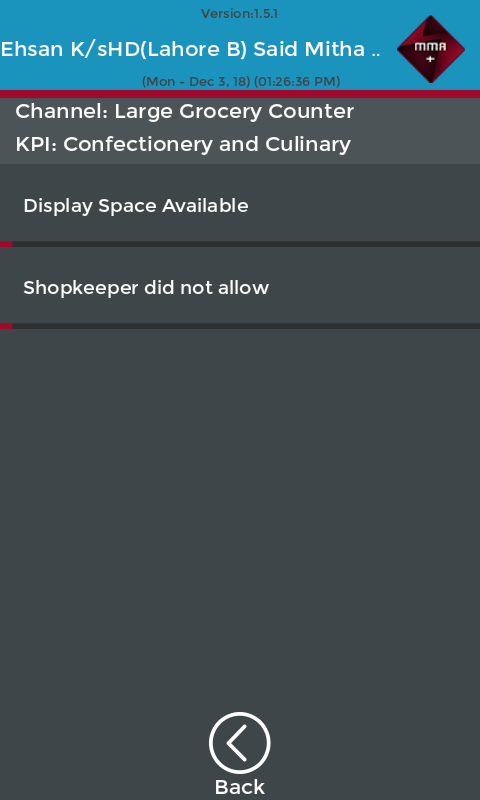 Version:1.5.1
Ehsan K/sHD(Lahore B) Said Mitha ..
MMA
+
(Mon - Dec 3, 18) (01:26:36 PM)
Channel: Large Grocery Counter
KPI: Confectionery and Culinary
Display Space Available
Shopkeeper did not allow
Back